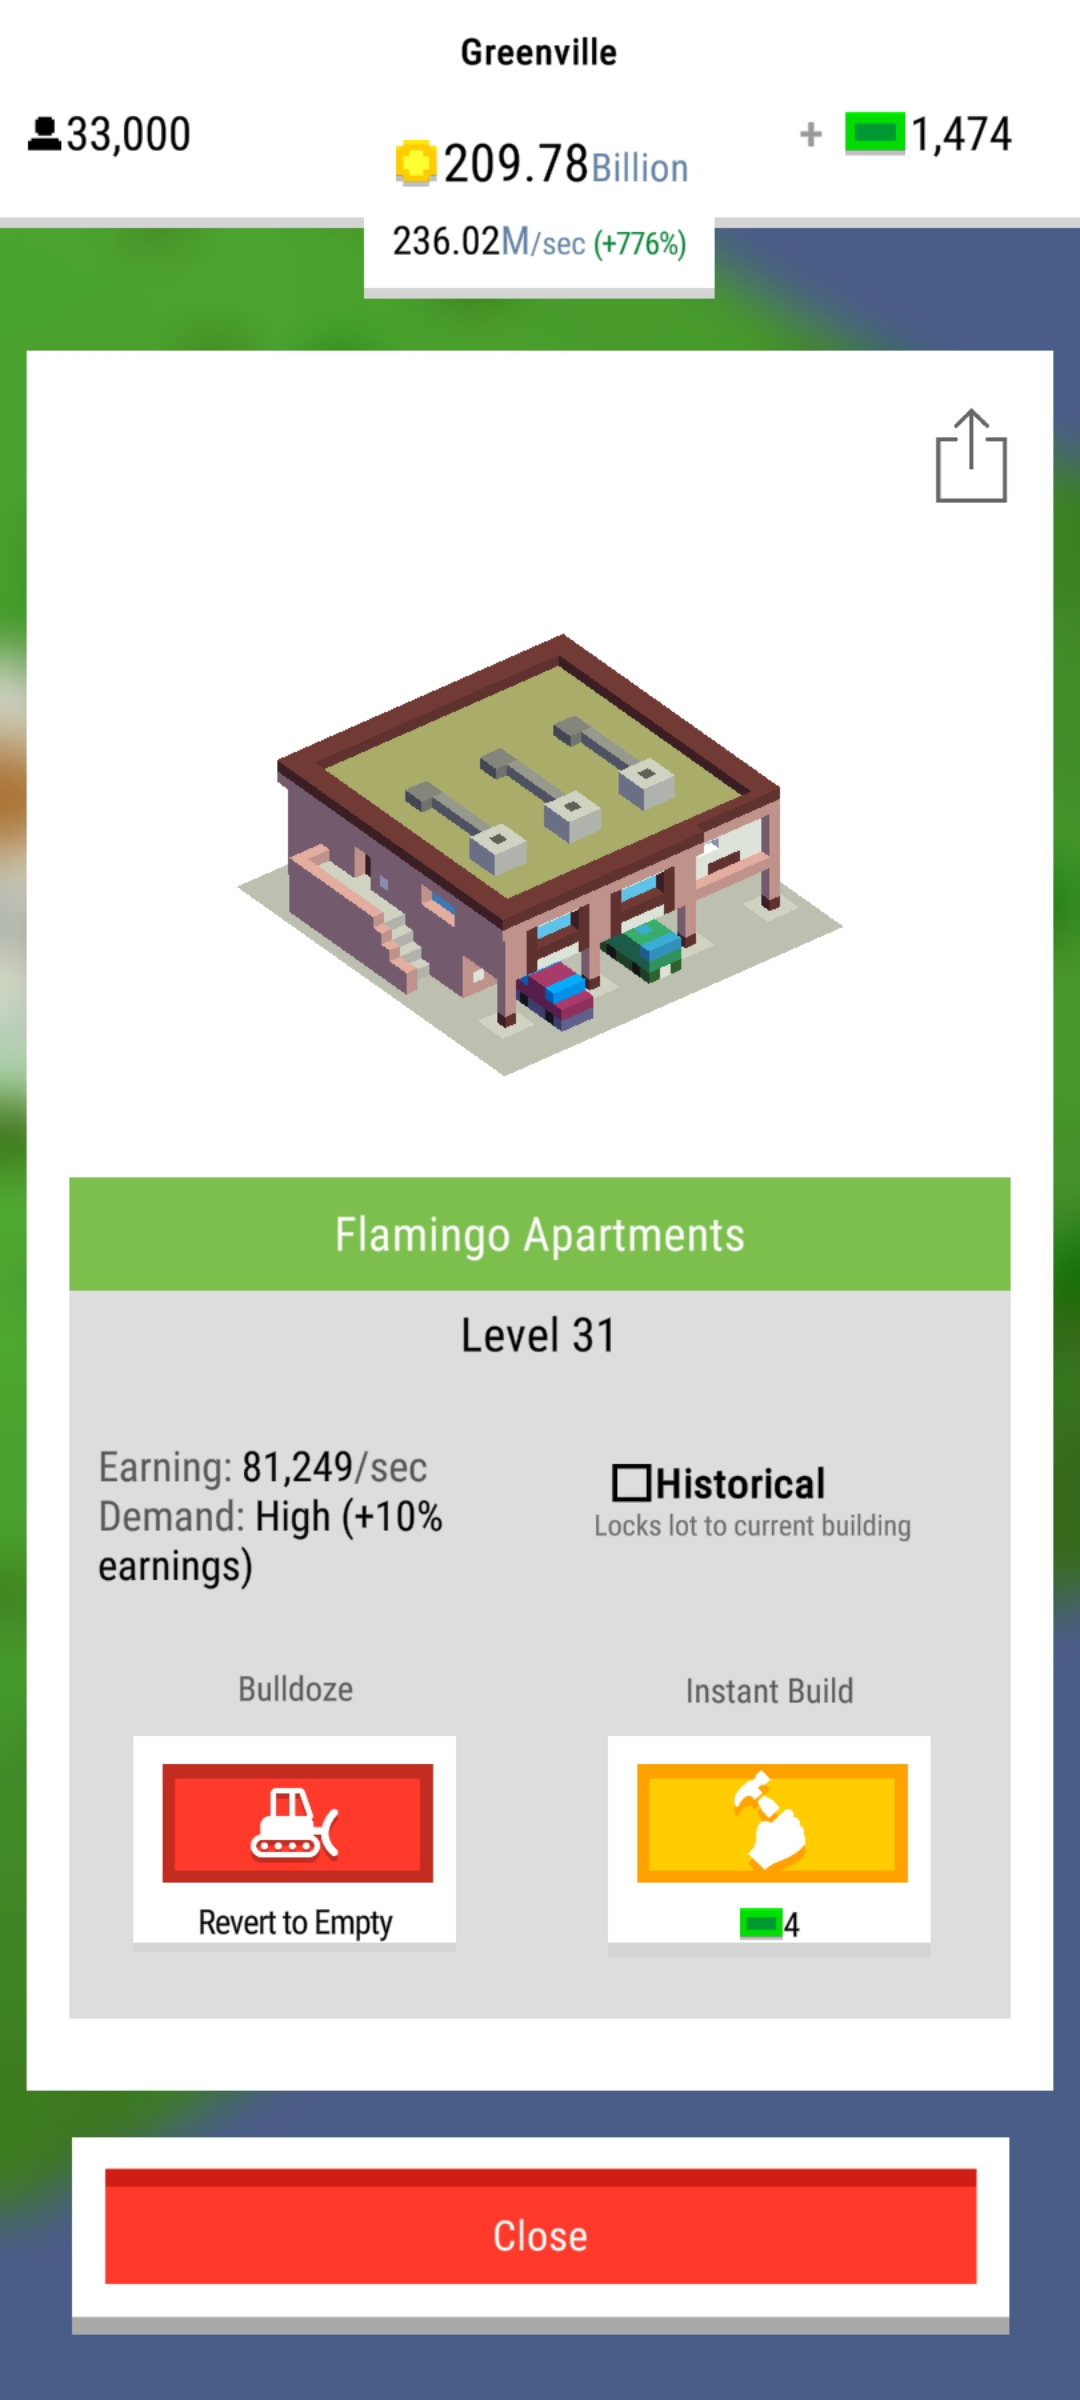 Greenville
33,000
209.78Billion
+ 1,474
236.02M/sec (+776%)
Flamingo Apartments
Level 31
Earning: 81,249/sec
Demand: High (+10%
earnings)
Historical
Locks lot to current building
Bulldoze
Instant Build
Revert to Empty
4
Close